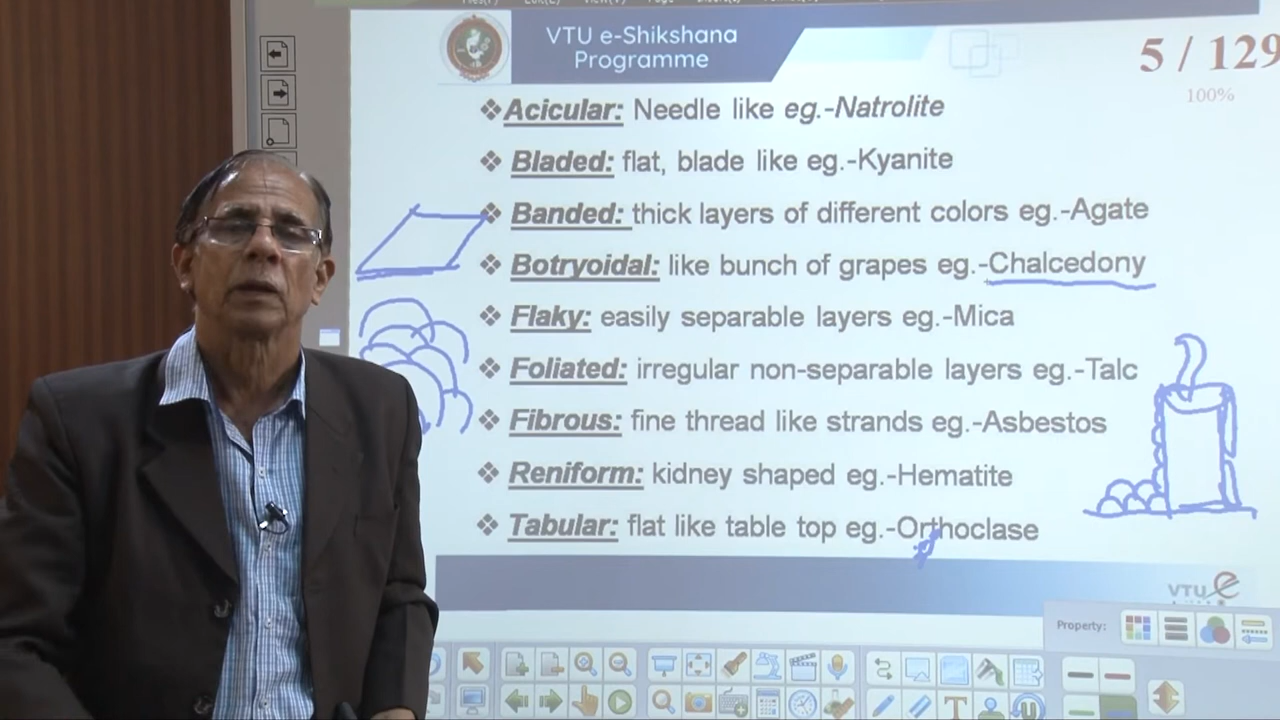 VTU e-Shikshana
Programme
5 / 129
100%
❖ Acicular: Needle like eg.-Natrolite
❖ Bladed: flat, blade like eg.-Kyanite
❖ Banded: thick layers of different colors eg.-Agate
❖ Botryoidal: like bunch of grapes eg.-Chalcedony
❖ Flaky: easily separable layers eg.-Mica
❖ Foliated: irregular non-separable layers eg.-Talc
❖ Fibrous: fine thread like strands eg.-Asbestos
❖ Reniform: kidney shaped eg.-Hematite
❖ Tabular: flat like table top eg.-Orthoclase
VTU e
Property: